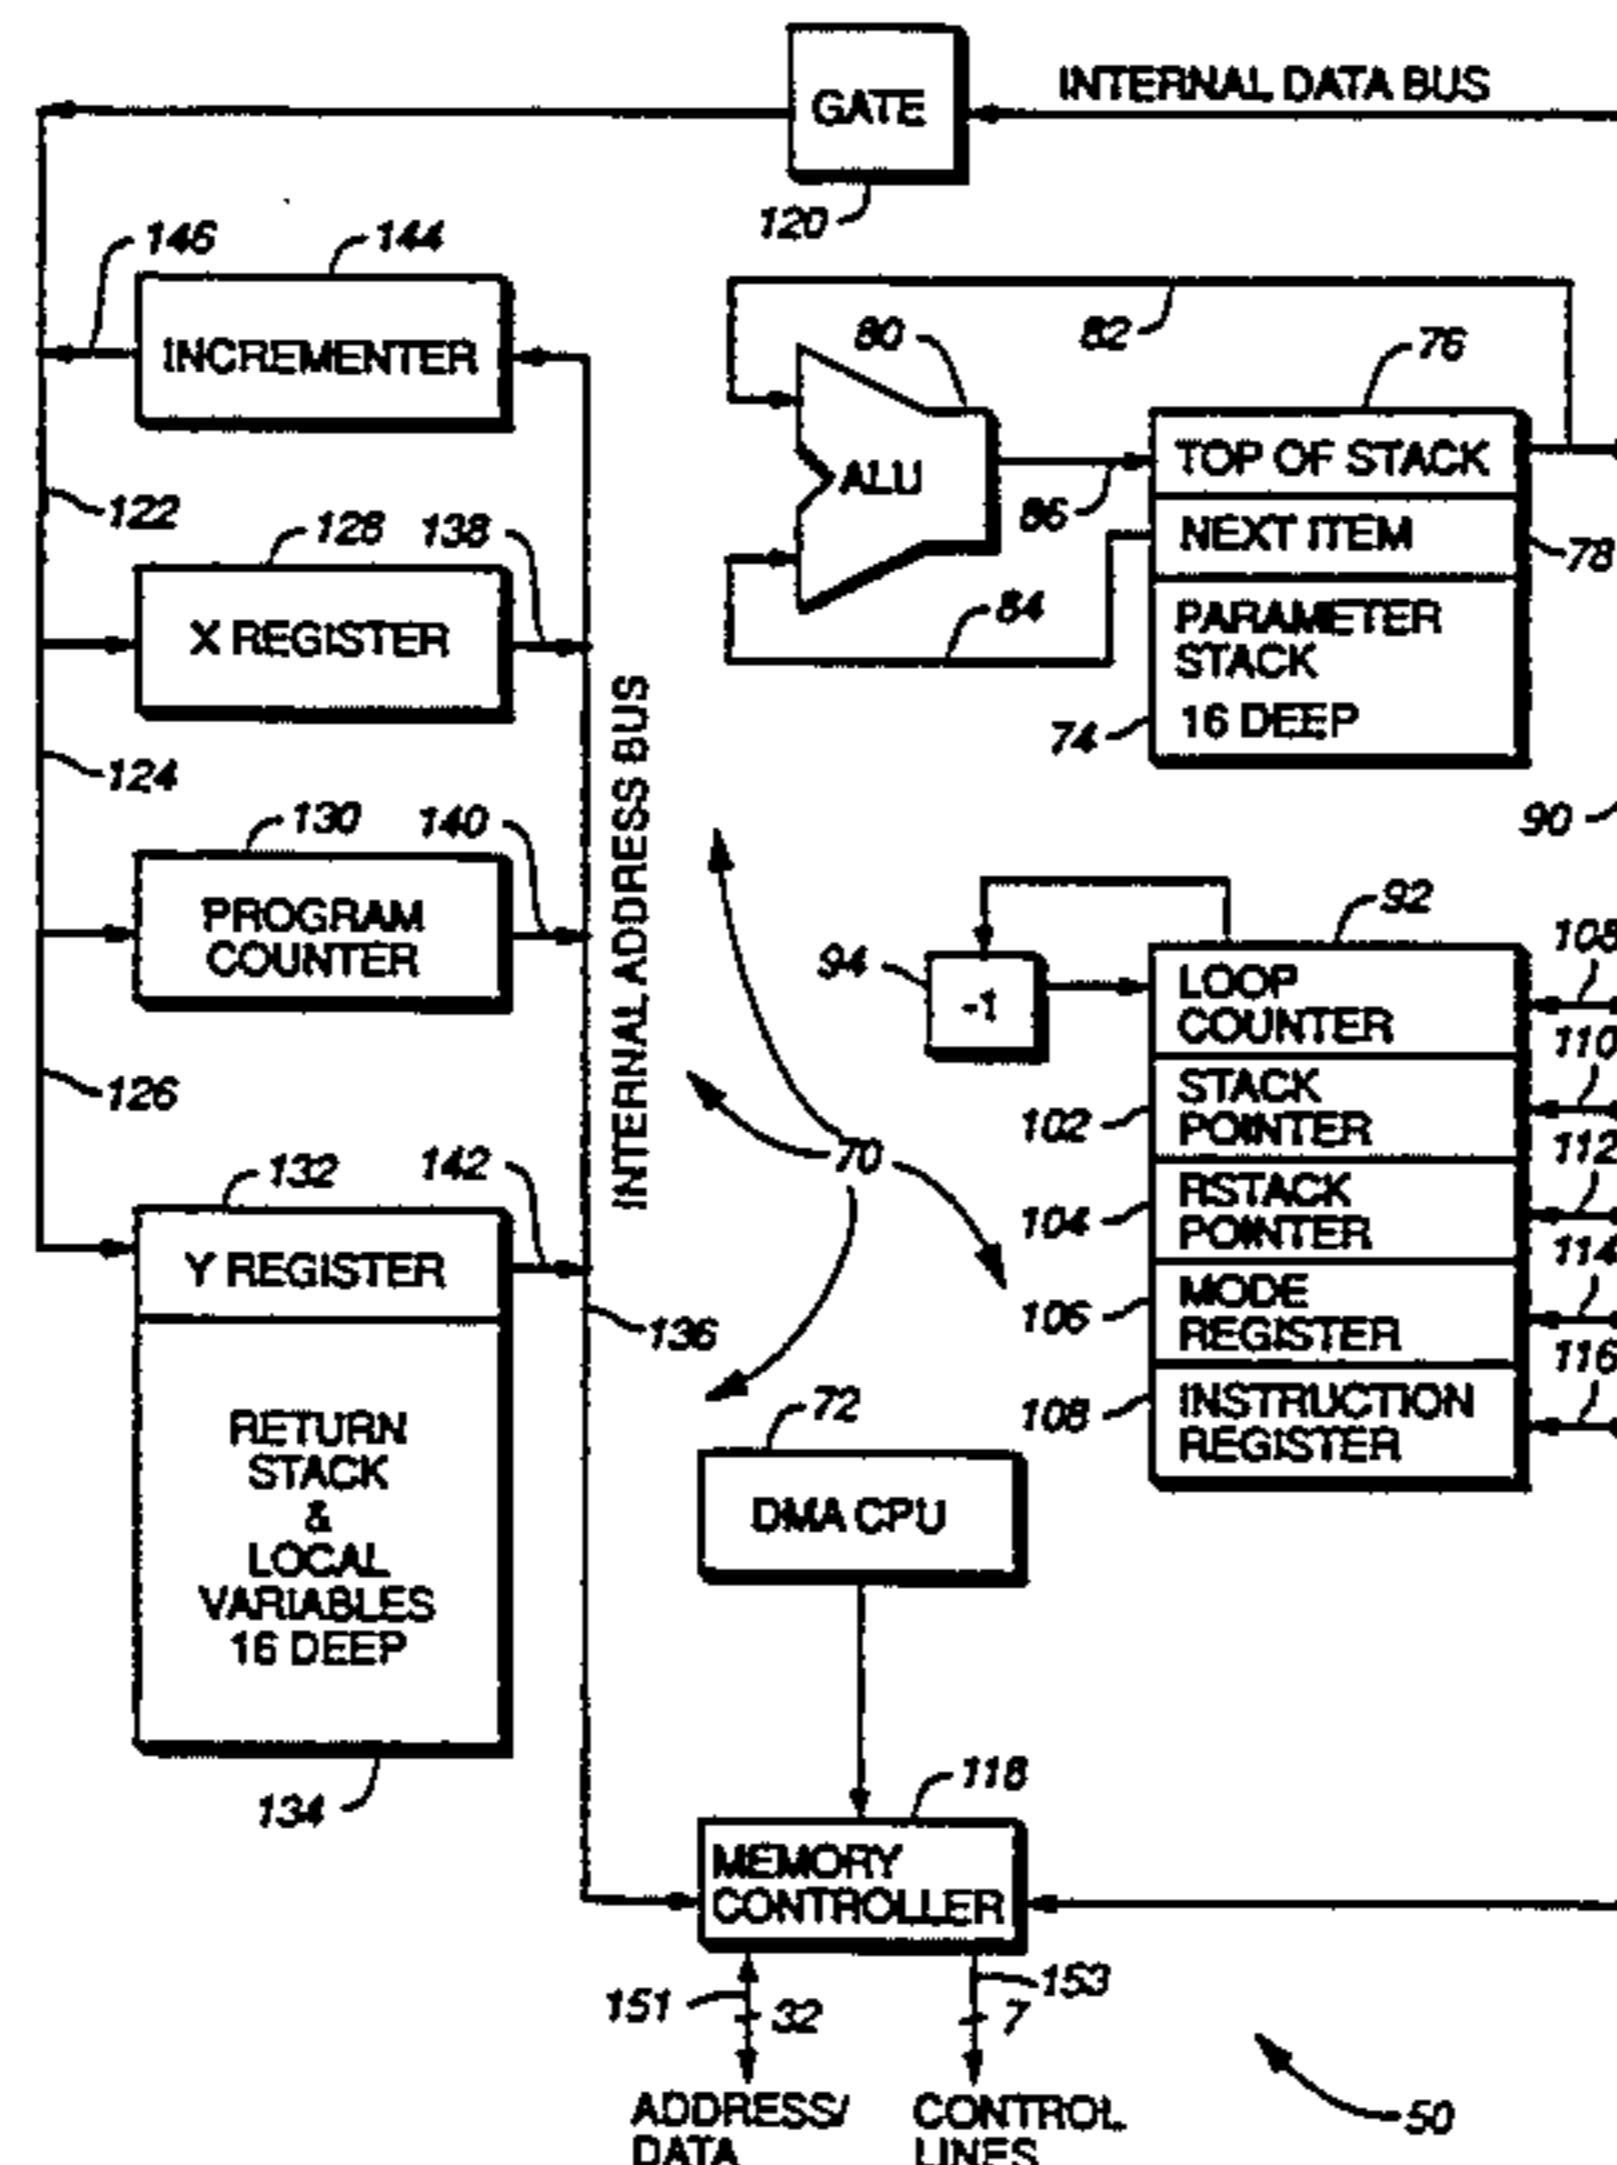 GATE
INTERNAL DATA BUS
120
146
144
INCREMENTER
82
80
76
ALU
TOP OF STACK
86
NEXT ITEM
78
122
128
138
X REGISTER
84
PARAMETER
STACK
16 DEEP
74
124
90
130
140
PROGRAM
COUNTER
INTERNAL ADDRESS BUS
92
94
-1
LOOP
COUNTER
108
110
126
102
STACK
POINTER
112
70
132
142
Y REGISTER
104
RSTACK
POINTER
114
136
106
MODE
REGISTER
116
72
108
INSTRUCTION
REGISTER
RETURN
STACK
&
LOCAL
VARIABLES
16 DEEP
DMA CPU
134
118
MEMORY
CONTROLLER
151
32
153
7
ADDRESS/
DATA
CONTROL
LINES
50